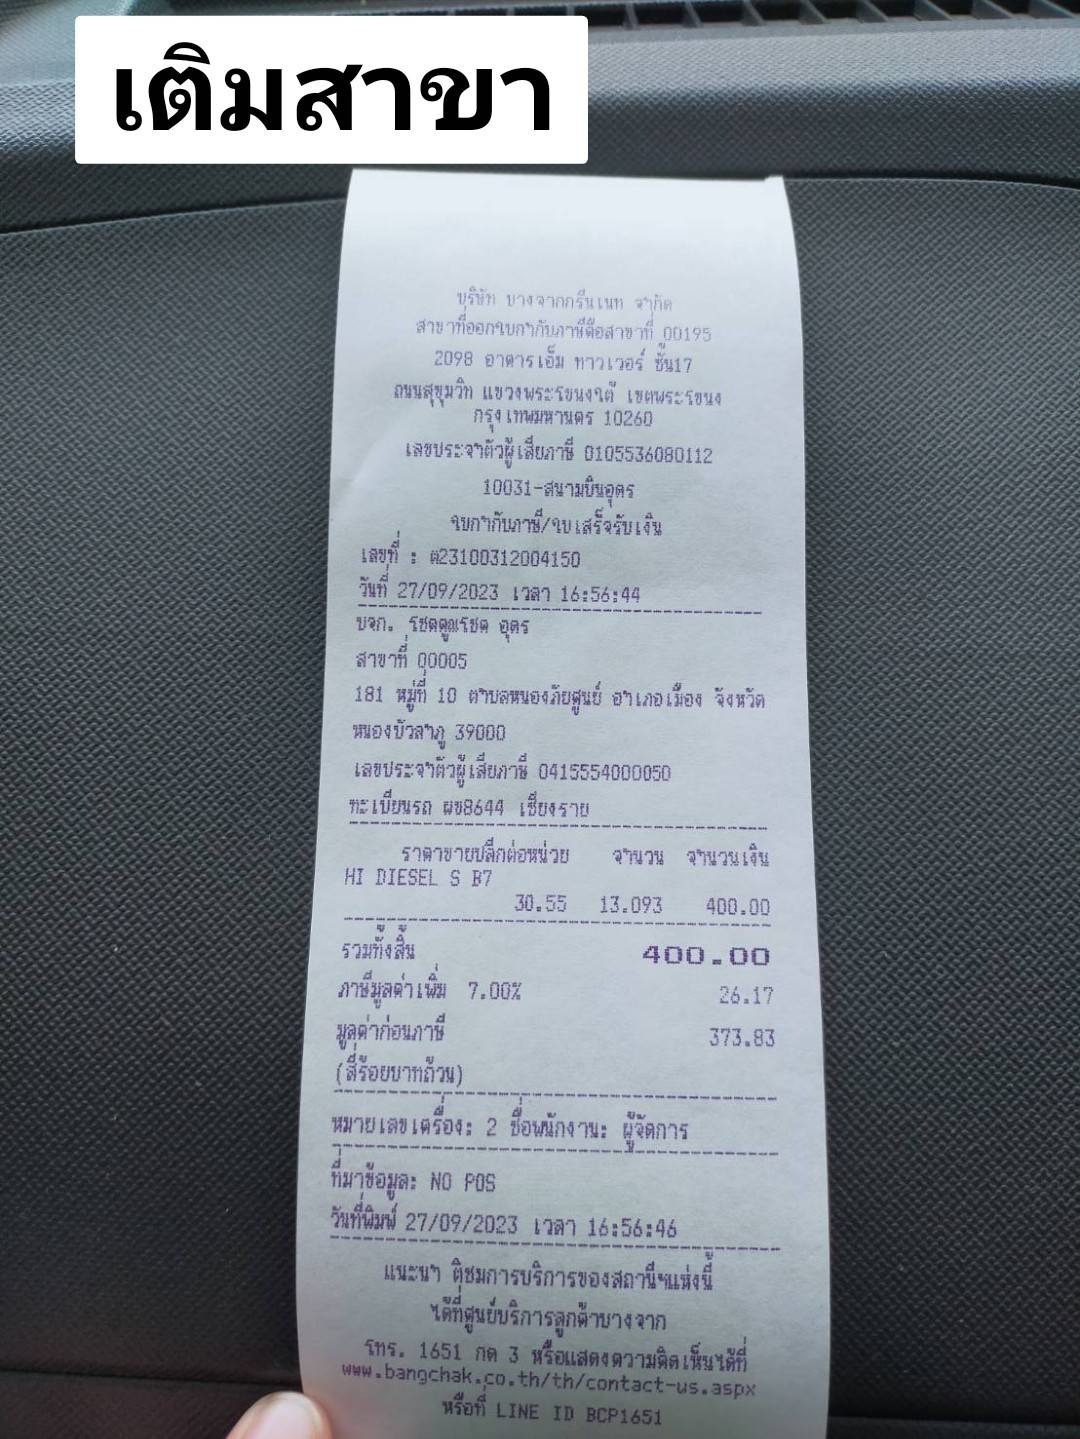 เติมสาขา
บริษัท บางจากกรีนเนท จำกัด
สาขาที่ออกใบกำกับภาษีคือสาขาที่ 00195
2098 อาคารเอ็ม ทาวเวอร์ ชั้น17
ถนนสุขุมวิท แขวงพระโขนงใต้ เขตพระโขนง
กรุงเทพมหานคร 10260
เลขประจำตัวผู้เสียภาษี 0105536080112
10031-สนามบินอุดร
ใบกำกับภาษี/ใบเสร็จรับเงิน
เลขที่ : ต23100312004150
วันที่ 27/09/2023 เวลา 16:56:44
บจก. โชคคูณโชค อุดร
สาขาที่ 00005
181 หมู่ที่ 10 ตำบลหนองภัยศูนย์ อำเภอเมือง จังหวัด
หนองบัวลำภู 39000
เลขประจำตัวผู้เสียภาษี 0415554000050
ทะเบียนรถ ผข8644 เชียงราย
ราคาขายปลีกต่อหน่วย จำนวน จำนวนเงิน
HI DIESEL S B7
30.55 13.093 400.00
รวมทั้งสิ้น 400.00
ภาษีมูลค่าเพิ่ม 7.00% 26.17
มูลค่าก่อนภาษี 373.83
(สี่ร้อยบาทถ้วน)
หมายเลขเครื่อง: 2 ชื่อพนักงาน: ผู้จัดการ
ที่มาข้อมูล: NO POS
วันที่พิมพ์ 27/09/2023 เวลา 16:56:46
แนะนำ ติชมการบริการของสถานีฯแห่งนี้
ได้ที่ศูนย์บริการลูกค้าบางจาก
โทร. 1651 กด 3 หรือแสดงความคิดเห็นได้ที่
www.bangchak.co.th/th/contact-us.aspx
หรือที่ LINE ID BCP1651